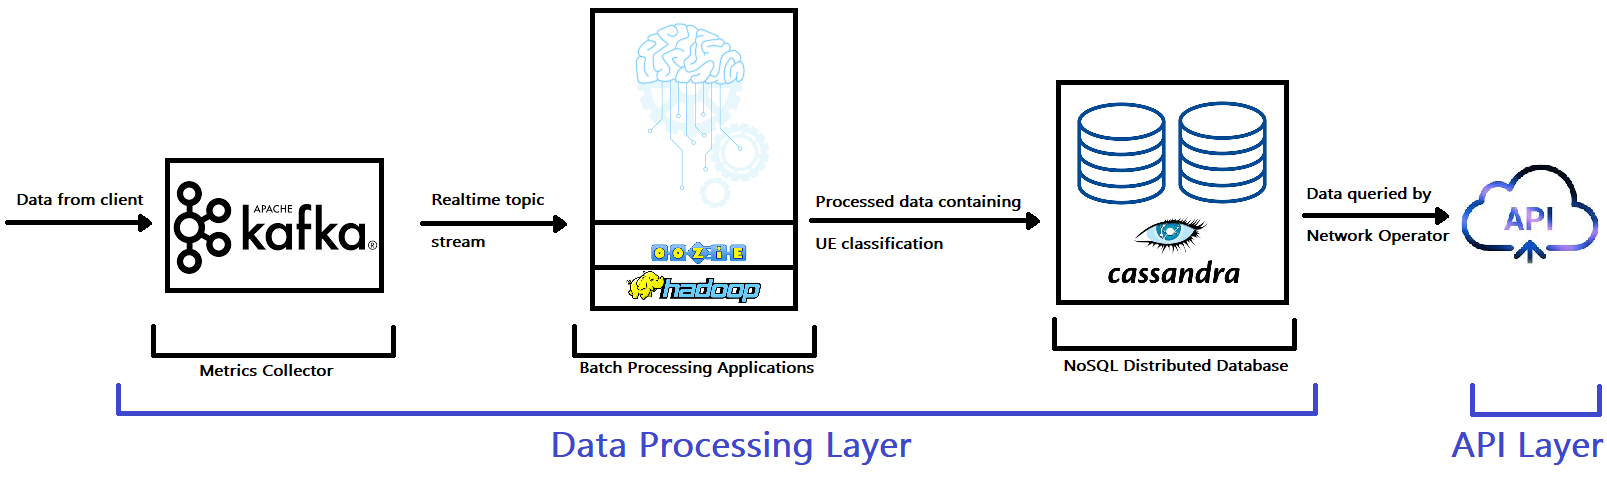 Data from client
APACHE
kafka®
Metrics Collector
Realtime topic
stream
OOZiE
hadoop
Batch Processing Applications
Processed data containing
UE classification
cassandra
NoSQL Distributed Database
Data queried by
Network Operator
API
Data Processing Layer
API Layer